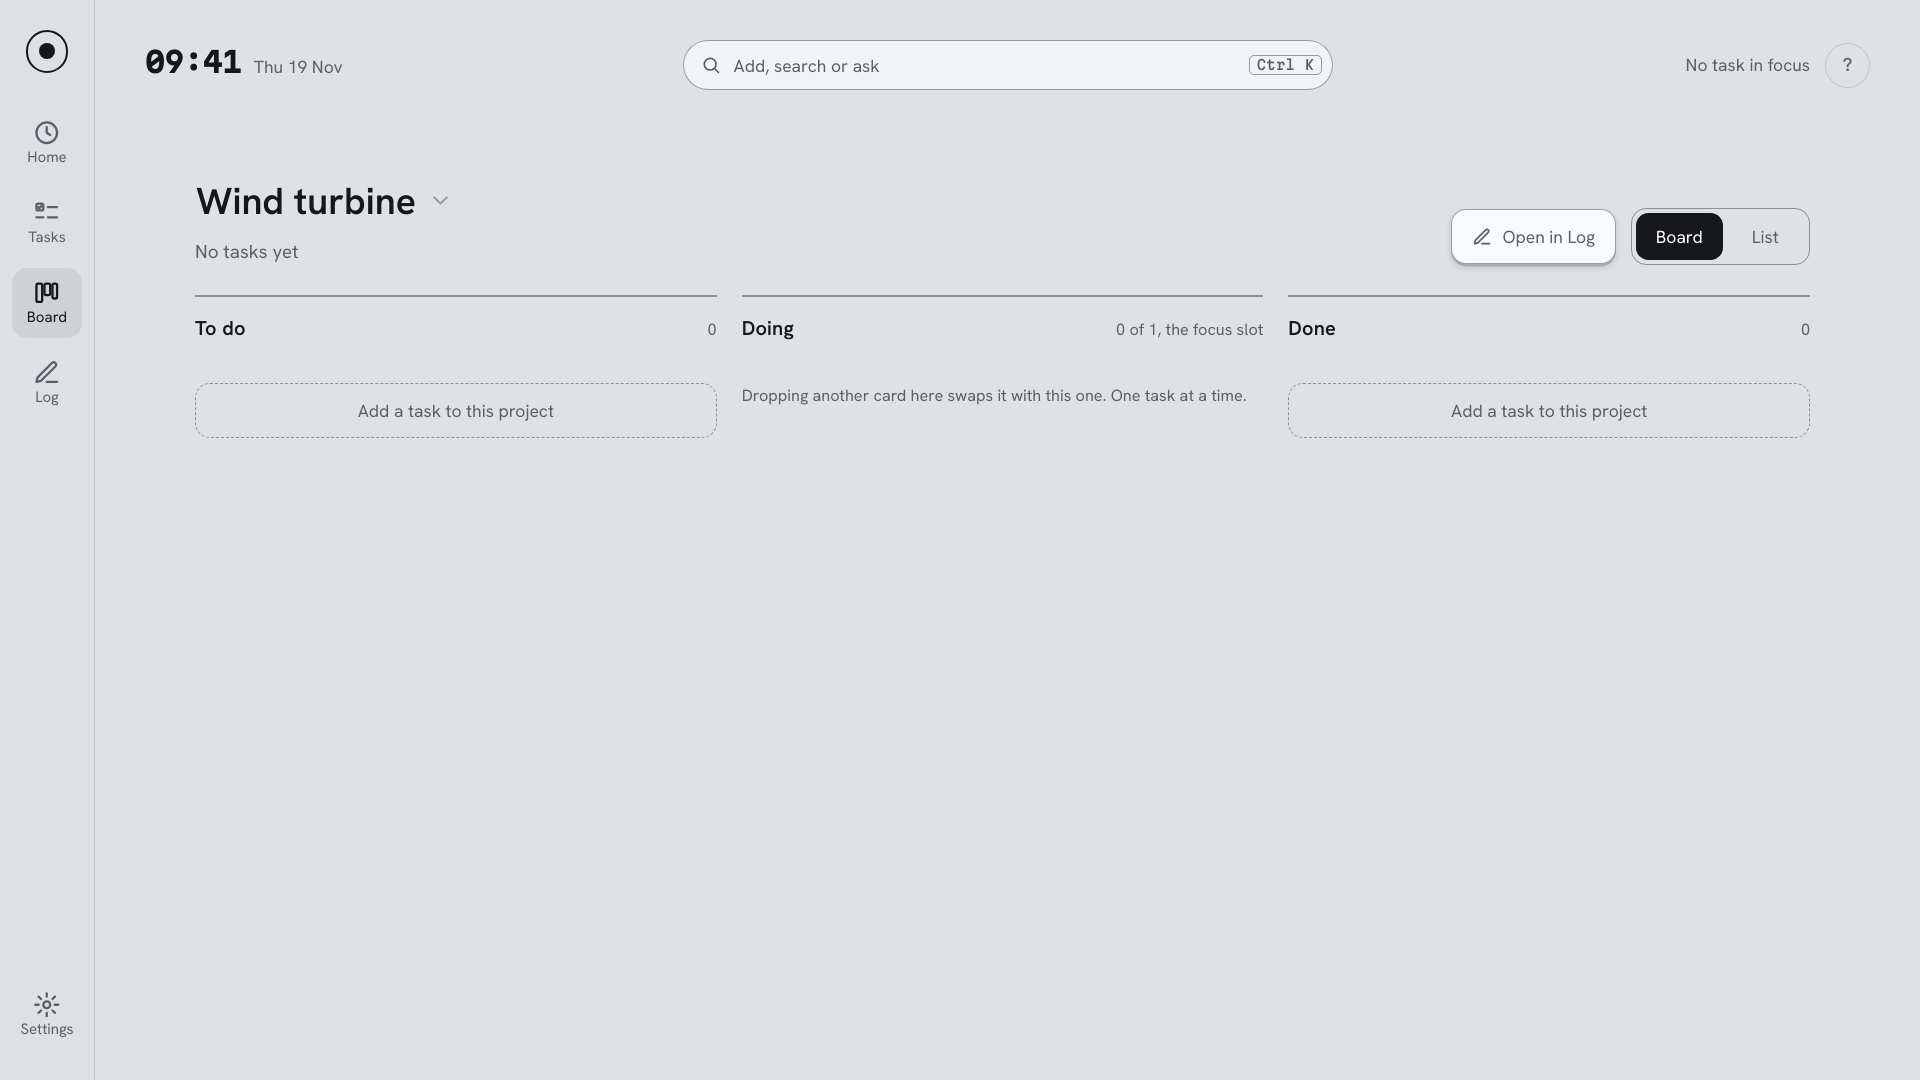 09:41 Thu 19 Nov
Add, search or ask
Ctrl K
No task in focus
?
Home
Tasks
Board
Log
Settings
Wind turbine
No tasks yet
Open in Log
Board
List
To do
0
Add a task to this project
Doing
0 of 1, the focus slot
Dropping another card here swaps it with this one. One task at a time.
Done
0
Add a task to this project